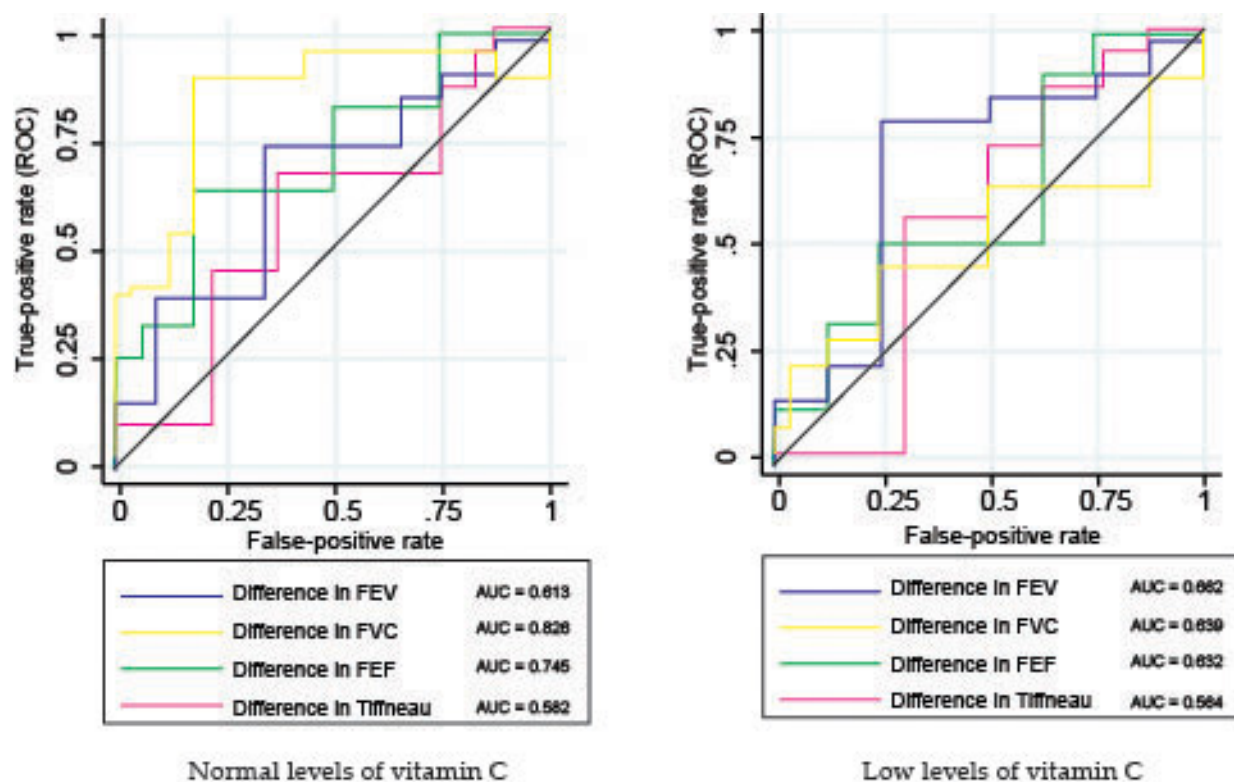 True-positive rate (ROC)
1
0.75
0.5
0.25
0
0
0.25
0.5
.75
1
False-positive rate
Difference in FEV AUC = 0.613
Difference in FVC AUC = 0.826
Difference in FEF AUC = 0.745
Difference in Tiffneau AUC = 0.582
Normal levels of vitamin C
True-positive rate (ROC)
1
.75
0.5
.25
0
0
0.25
0.5
0.75
1
False-positive rate
Difference in FEV AUC = 0.662
Difference in FVC AUC = 0.639
Difference in FEF AUC = 0.632
Difference in Tiffneau AUC = 0.564
Low levels of vitamin C